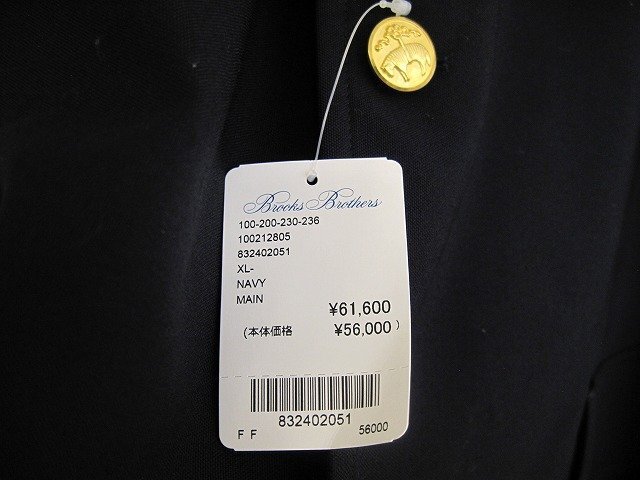 Brooks Brothers
100-200-230-236
100212805
832402051
XL-
NAVY
MAIN
¥61,600
(本体価格 ¥56,000)
832402051
F F 56000